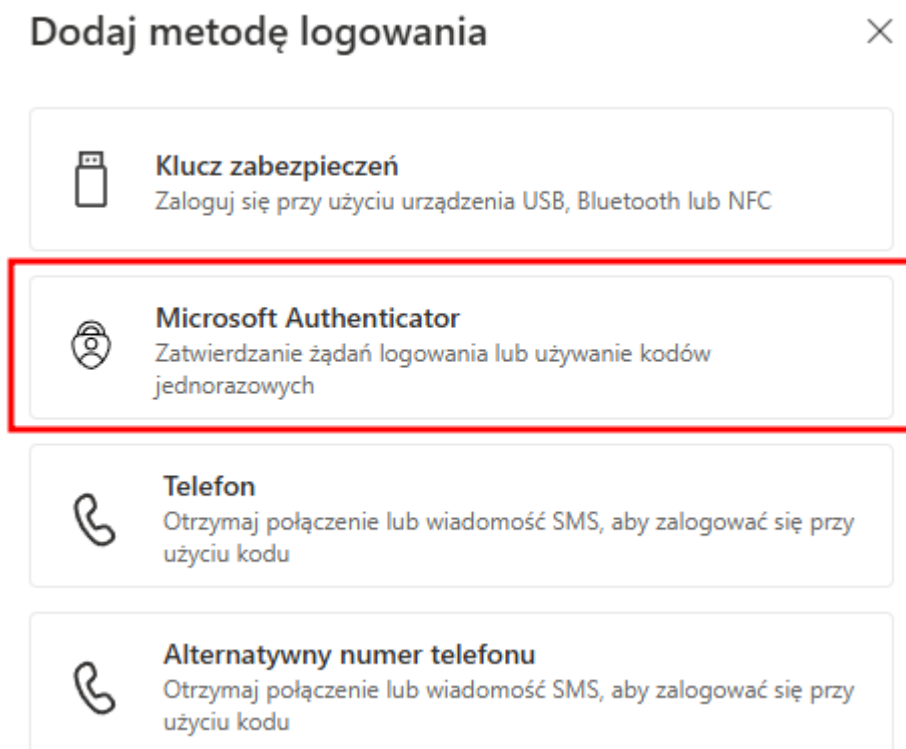 Dodaj metodę logowania
Klucz zabezpieczeń
Zaloguj się przy użyciu urządzenia USB, Bluetooth lub NFC
Microsoft Authenticator
Zatwierdzanie żądań logowania lub używanie kodów
jednorazowych
Telefon
Otrzymaj połączenie lub wiadomość SMS, aby zalogować się przy
użyciu kodu
Alternatywny numer telefonu
Otrzymaj połączenie lub wiadomość SMS, aby zalogować się przy
użyciu kodu